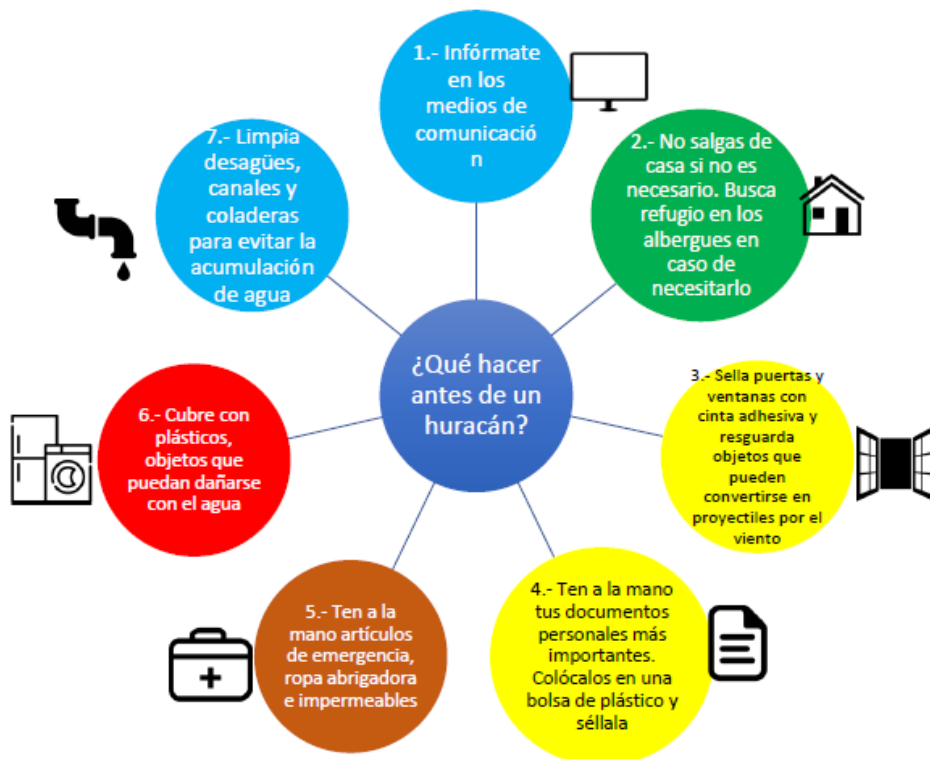 1.- Infórmate
en los
medios de
comunicació
n
2.- No salgas de
casa si no es
necesario. Busca
refugio en los
albergues en
caso de
necesitarlo
3.- Sella puertas y
ventanas con
cinta adhesiva y
resguarda
objetos que
pueden
convertirse en
proyectiles por el
viento
4.- Ten a la mano
tus documentos
personales más
importantes.
Colócalos en una
bolsa de plástico y
séllala
5.- Ten a la
mano artículos
de emergencia,
ropa abrigadora
e impermeables
6.- Cubre con
plásticos,
objetos que
puedan dañarse
con el agua
7.- Limpia
desagües,
canales y
coladeras
para evitar la
acumulación
de agua
¿Qué hacer
antes de un
huracán?